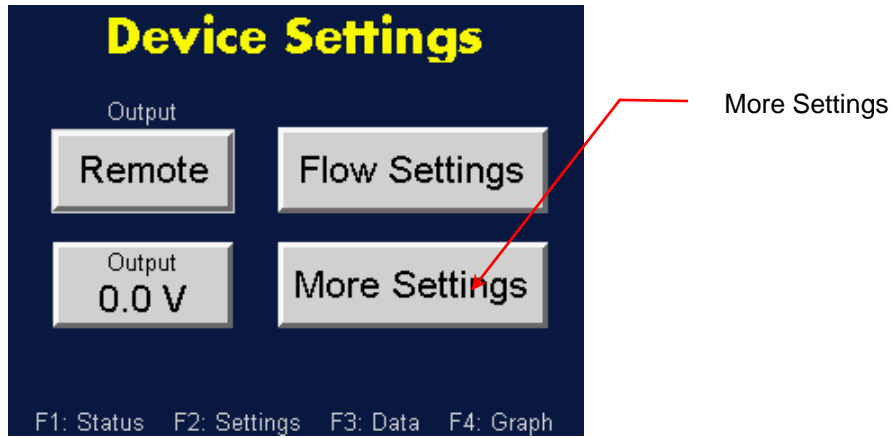 Device Settings
More Settings
Output
Remote
Flow Settings
Output
0.0 V
More Settings
F1: Status F2: Settings F3: Data F4: Graph